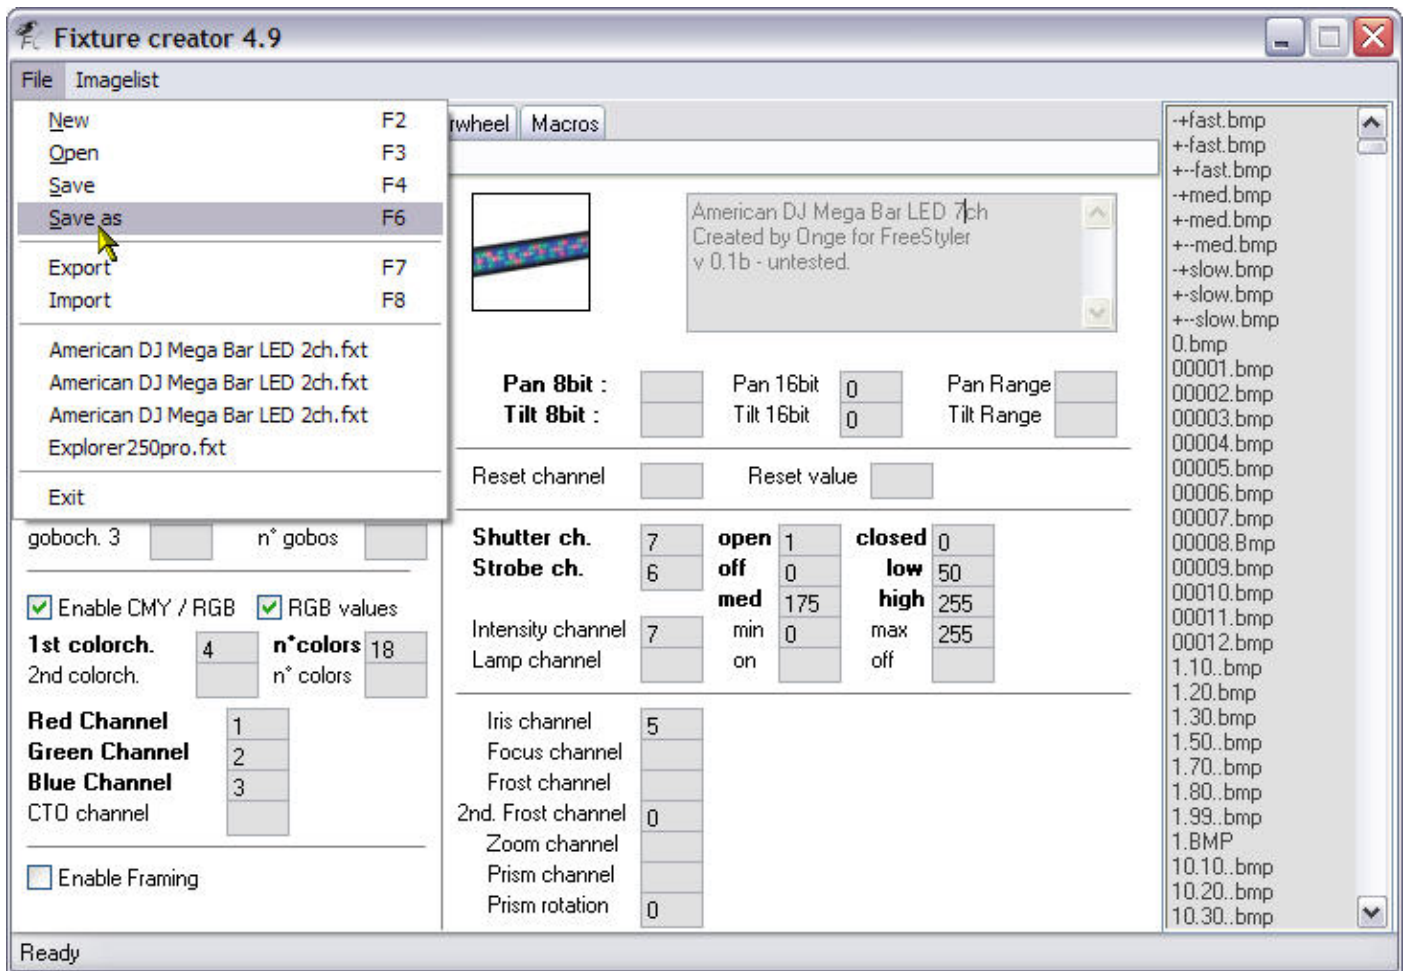 Fixture creator 4.9
File Imagelist
New F2
Open F3
Save F4
Save as F6
Export F7
Import F8
American DJ Mega Bar LED 2ch.fxt
American DJ Mega Bar LED 2ch.fxt
American DJ Mega Bar LED 2ch.fxt
Explorer250pro.fxt
Exit
rwheel Macros
American DJ Mega Bar LED 7ch
Created by Onge for FreeStyler
v 0.1b - untested.
Pan 8bit : Pan 16bit 0 Pan Range
Tilt 8bit : Tilt 16bit 0 Tilt Range
Reset channel Reset value
goboch. 3 n° gobos
Enable CMY / RGB RGB values
1st colorch. 4 n°colors 18
2nd colorch. n° colors
Red Channel 1
Green Channel 2
Blue Channel 3
CTO channel
Enable Framing
Shutter ch. 7 open 1 closed 0
Strobe ch. 6 off 0 low 50
med 175 high 255
Intensity channel 7 min 0 max 255
Lamp channel on off
Iris channel 5
Focus channel
Frost channel
2nd. Frost channel 0
Zoom channel
Prism channel
Prism rotation 0
-+fast.bmp
+-fast.bmp
+--fast.bmp
-+med.bmp
+-med.bmp
+--med.bmp
-+slow.bmp
+-slow.bmp
+--slow.bmp
0.bmp
00001.bmp
00002.bmp
00003.bmp
00004.bmp
00005.bmp
00006.bmp
00007.bmp
00008.Bmp
00009.bmp
00010.bmp
00011.bmp
00012.bmp
1.10..bmp
1.20.bmp
1.30.bmp
1.50..bmp
1.70..bmp
1.80..bmp
1.99..bmp
1.BMP
10.10..bmp
10.20..bmp
10.30..bmp
Ready